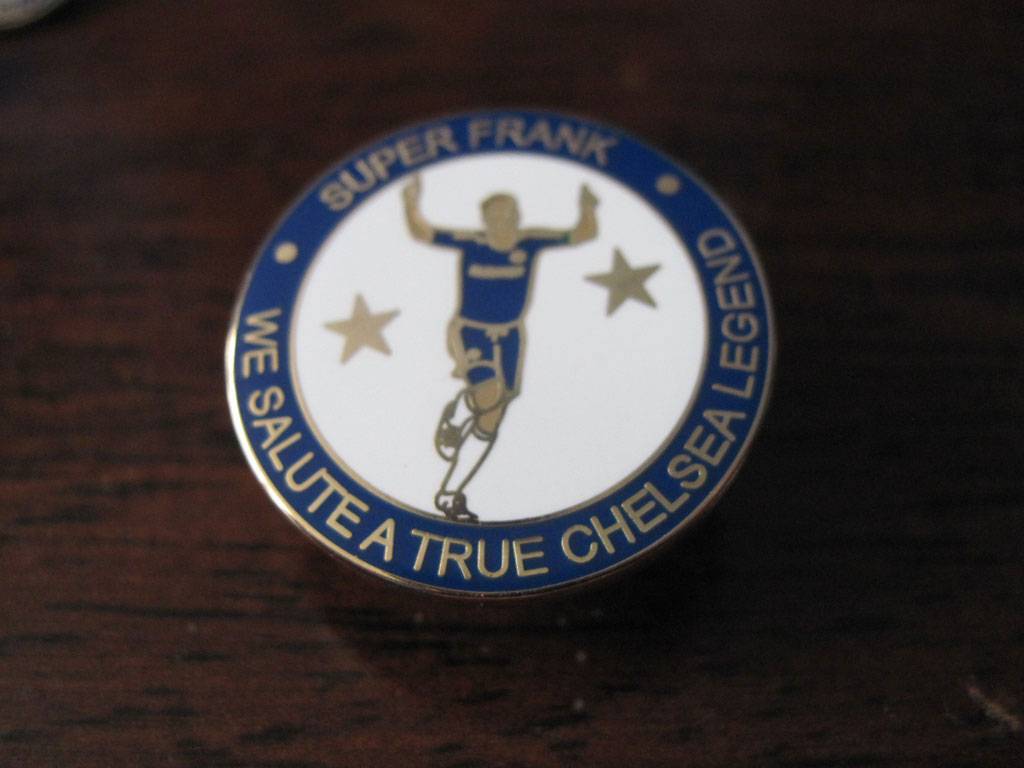 SUPER FRANK
WE SALUTE A TRUE CHELSEA LEGEND